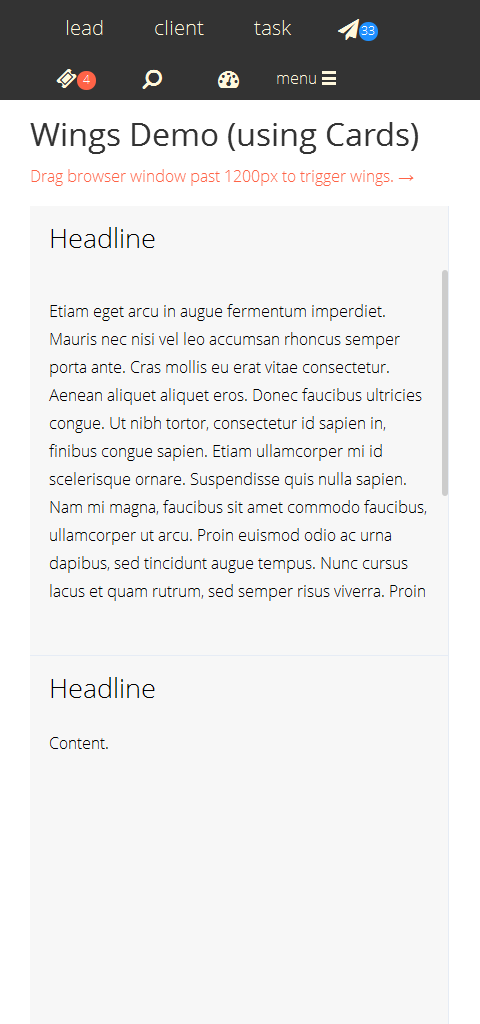 lead client task 33
4 menu
Wings Demo (using Cards)
Drag browser window past 1200px to trigger wings. →
Headline
Etiam eget arcu in augue fermentum imperdiet.
Mauris nec nisi vel leo accumsan rhoncus semper
porta ante. Cras mollis eu erat vitae consectetur.
Aenean aliquet aliquet eros. Donec faucibus ultricies
congue. Ut nibh tortor, consectetur id sapien in,
finibus congue sapien. Etiam ullamcorper mi id
scelerisque ornare. Suspendisse quis nulla sapien.
Nam mi magna, faucibus sit amet commodo faucibus,
ullamcorper ut arcu. Proin euismod odio ac urna
dapibus, sed tincidunt augue tempus. Nunc cursus
lacus et quam rutrum, sed semper risus viverra. Proin
Headline
Content.